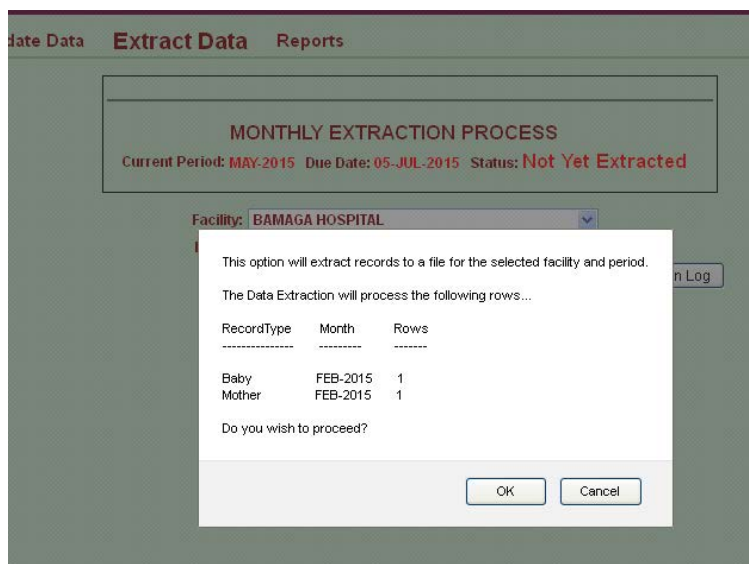 date Data Extract Data Reports
MONTHLY EXTRACTION PROCESS
Current Period: MAY-2015 Due Date: 05-JUL-2015 Status: Not Yet Extracted
Facility: BAMAGA HOSPITAL
n Log
This option will extract records to a file for the selected facility and period.
The Data Extraction will process the following rows...
RecordType Month Rows
--------------- --------- -------
Baby FEB-2015 1
Mother FEB-2015 1
Do you wish to proceed?
OK Cancel